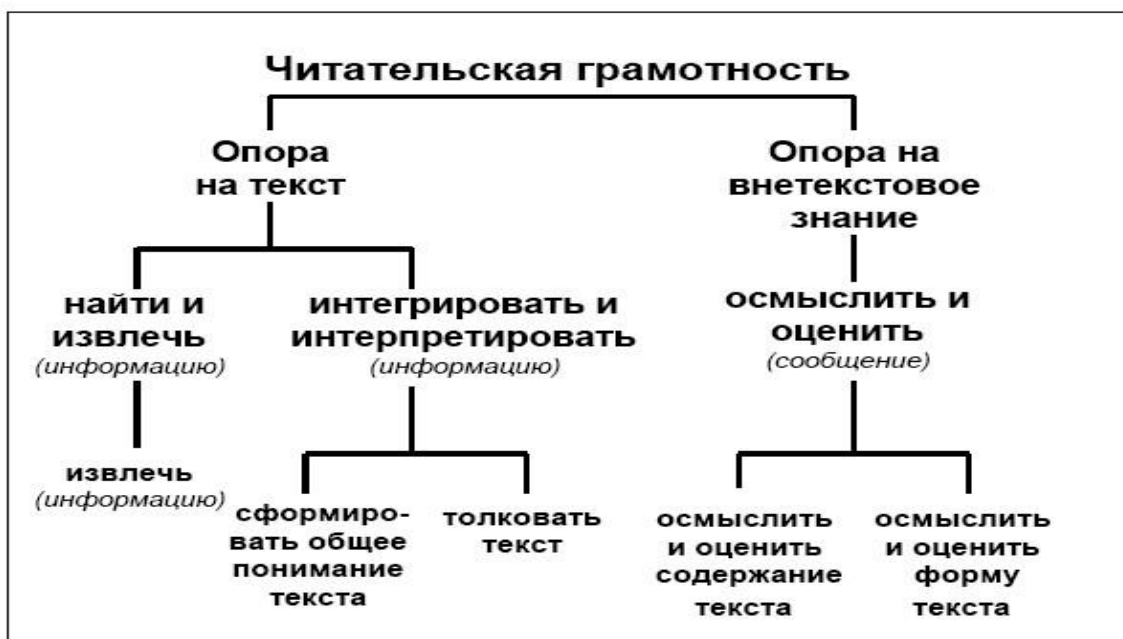 Читательская грамотность
Опора
на текст
Опора на
внетекстовое
знание
найти и
извлечь
(информацию)
интегрировать и
интерпретировать
(информацию)
осмыслить и
оценить
(сообщение)
извлечь
(информацию)
сформиро-
вать общее
понимание
текста
толковать
текст
осмыслить
и оценить
содержание
текста
осмыслить
и оценить
форму
текста